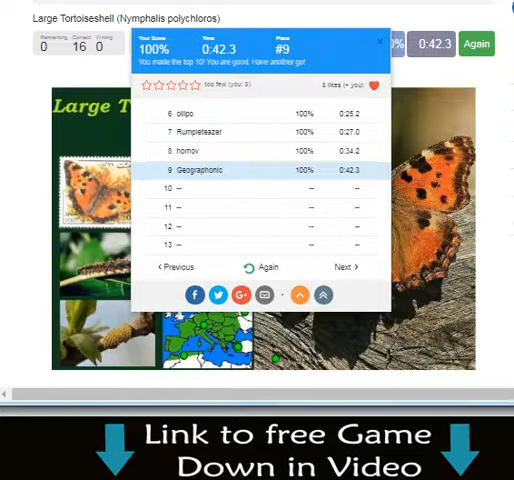 Large Tortoiseshell (Nymphalis polychloros)
Remaining Correct Wrong
0 16 0
Your Score Time Place
100% 0:42.3 #9
You made the top 10! You are good. Have another go!
0% 0:42.3 Again
too few (you: 5) 2 likes (+ you)
Large T
6 ollpo 100% 0:25.2
7 Rumpleteazer 100% 0:27.0
8 hornov 100% 0:34.2
9 Geographonic 100% 0:42.3
10 -- -- --
11 -- -- --
12 -- -- --
13 -- -- --
Previous Again Next
Link to free Game
Down in Video